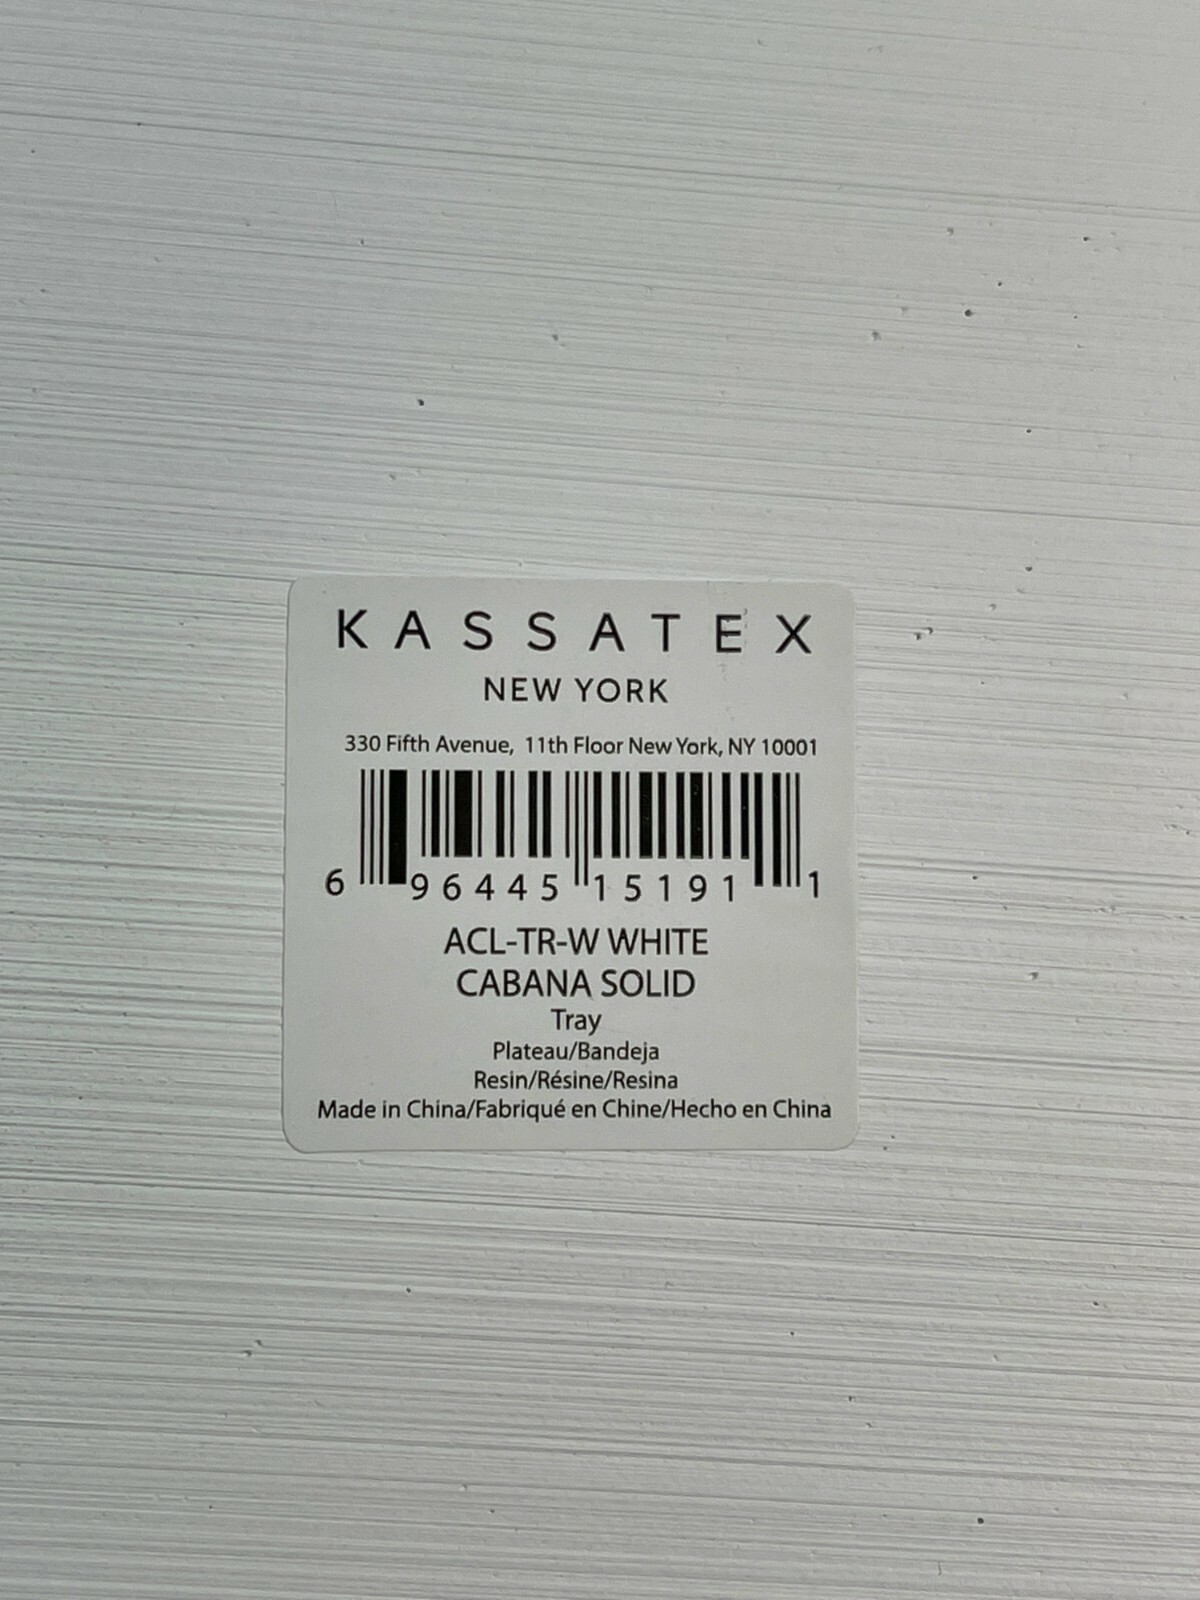 KASSATEX
NEW YORK
330 Fifth Avenue, 11th Floor New York, NY 10001
6 96445 15191 1
ACL-TR-W WHITE
CABANA SOLID
Tray
Plateau/Bandeja
Resin/Résine/Resina
Made in China/Fabriqué en Chine/Hecho en China